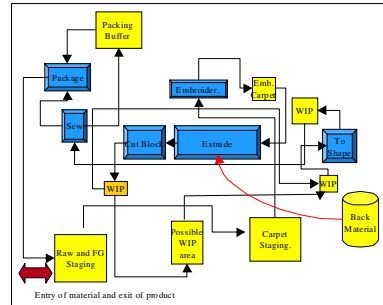 Packing
Buffer
Package
Embroider.
Emb.
Carpet
WIP
Sew
Cut Block
Extrude
To
Shape
WIP
WIP
Possible
WIP
area
Carpet
Staging.
Back
Material
Raw and FG
Staging
Entry of material and exit of product